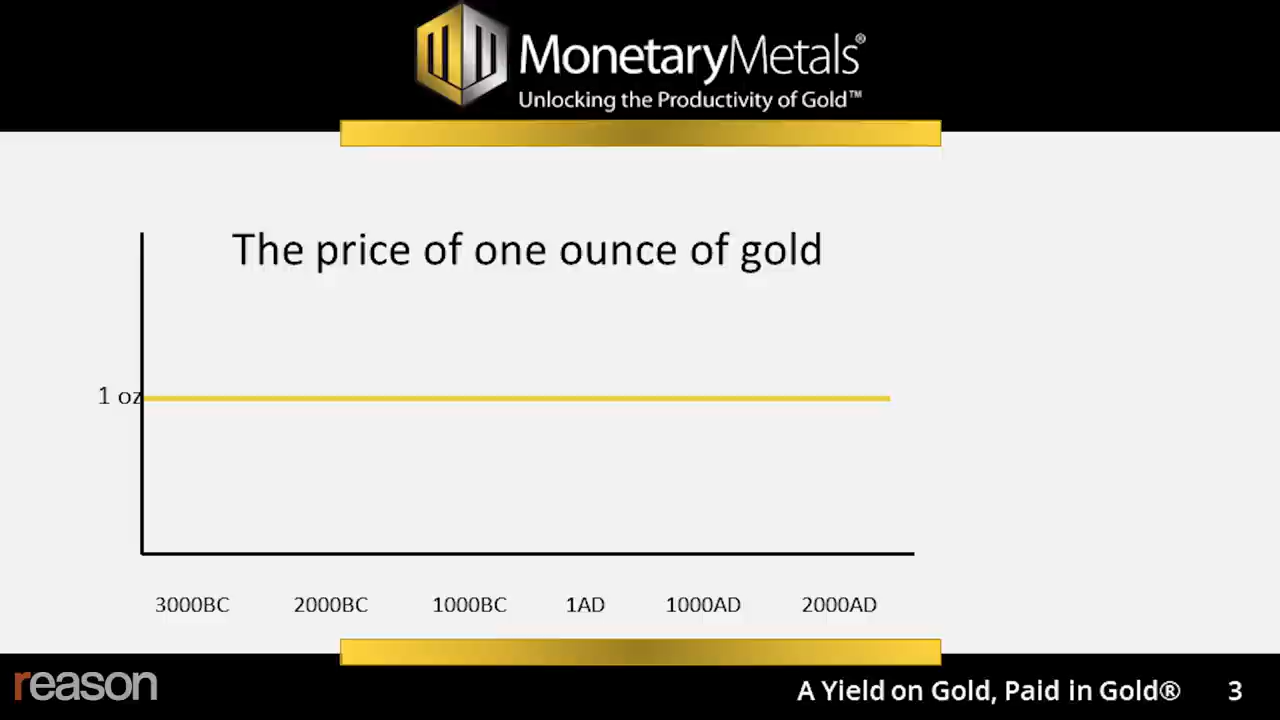 MonetaryMetals®
Unlocking the Productivity of Gold™
The price of one ounce of gold
1 oz
3000BC 2000BC 1000BC 1AD 1000AD 2000AD
reason
A Yield on Gold, Paid in Gold® 3